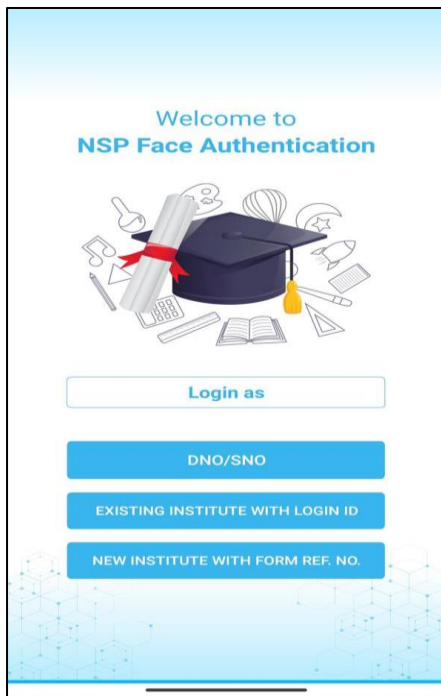 Welcome to
NSP Face Authentication
Login as
DNO/SNO
EXISTING INSTITUTE WITH LOGIN ID
NEW INSTITUTE WITH FORM REF. NO.